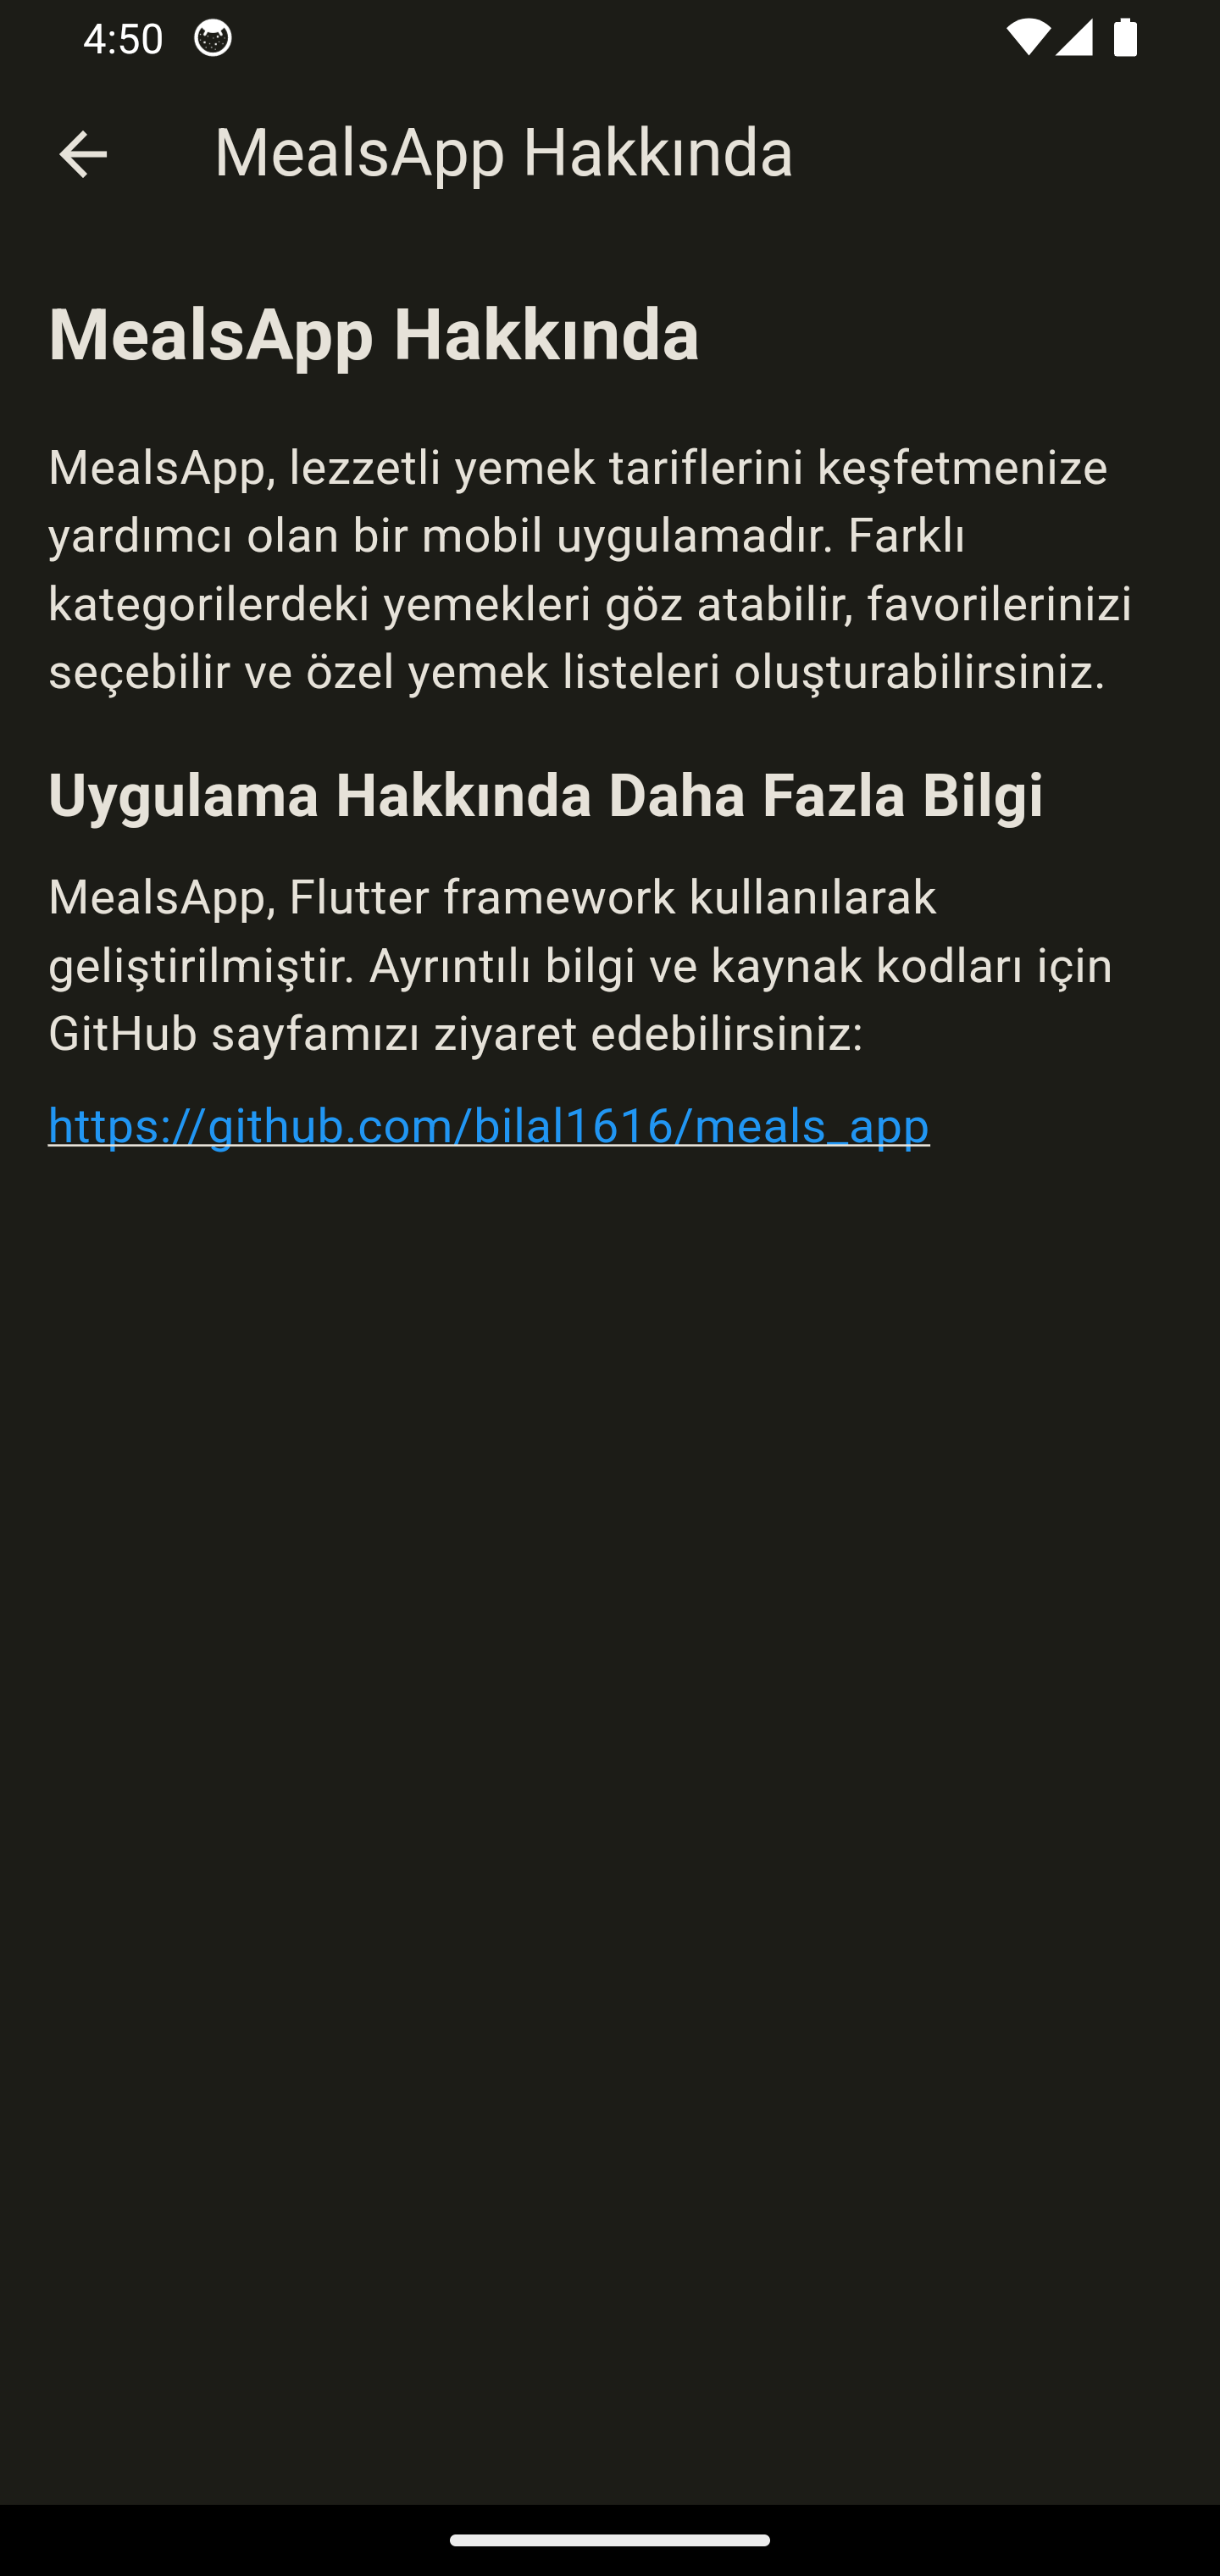 4:50
MealsApp Hakkında
MealsApp Hakkında
MealsApp, lezzetli yemek tariflerini keşfetmenize
yardımcı olan bir mobil uygulamadır. Farklı
kategorilerdeki yemekleri göz atabilir, favorilerinizi
seçebilir ve özel yemek listeleri oluşturabilirsiniz.
Uygulama Hakkında Daha Fazla Bilgi
MealsApp, Flutter framework kullanılarak
geliştirilmiştir. Ayrıntılı bilgi ve kaynak kodları için
GitHub sayfamızı ziyaret edebilirsiniz:
https://github.com/bilal1616/meals_app